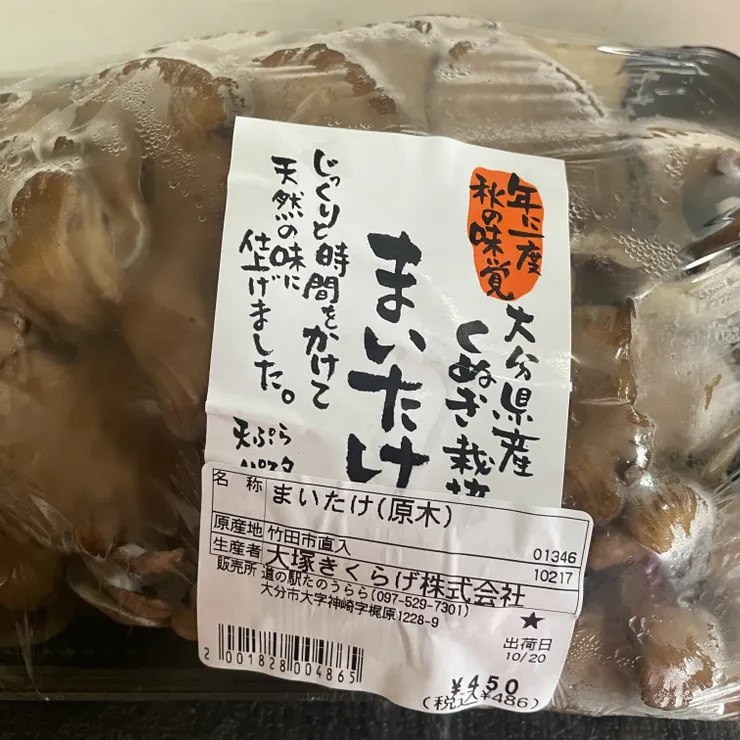 年に一度
秋の味覚
大分県産
くぬぎ栽培
まいたけ
じっくりと時間をかけて
天然の味に
仕上げました。
天ぷら
パスタ
名 称 まいたけ(原木)
原産地 竹田市直入 01346
生産者 大塚きくらげ株式会社 10217
販売所 道の駅たのうらら(097-529-7301)
大分市大字神崎字梶原1228-9
★
出荷日
10/20
2 001828 004865
¥450
(税込¥486)